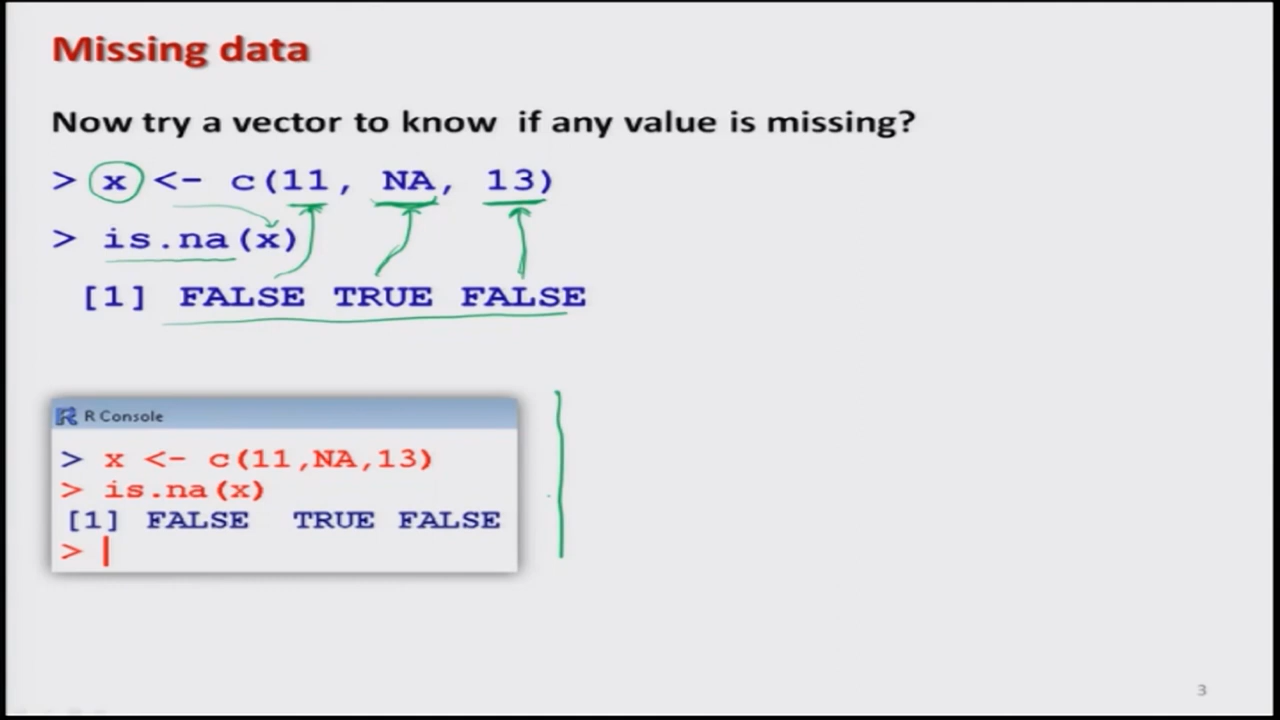 Missing data
Now try a vector to know if any value is missing?
> x <- c(11, NA, 13)
> is.na(x)
[1] FALSE TRUE FALSE
R Console
> x <- c(11,NA,13)
> is.na(x)
[1] FALSE TRUE FALSE
>
3